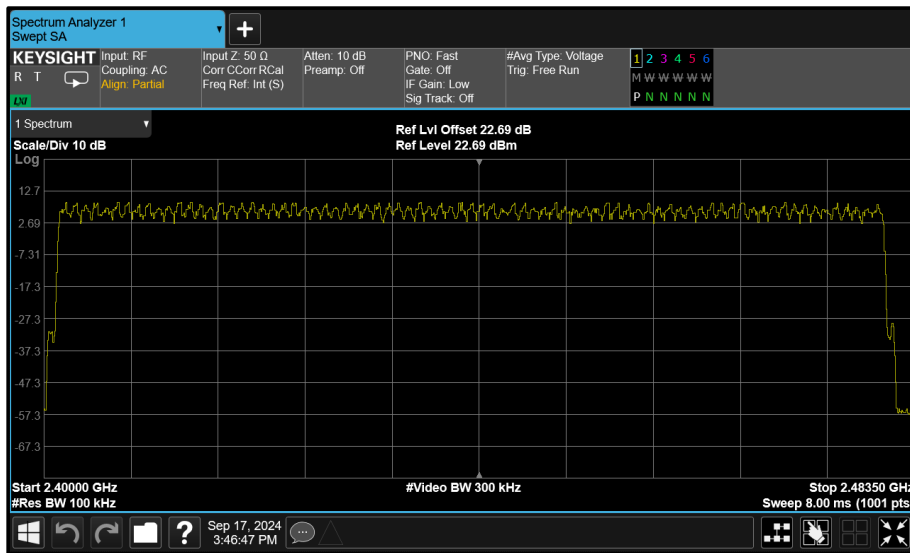 Spectrum Analyzer 1
Swept SA
+
KEYSIGHT
R T
LXI
Input: RF
Coupling: AC
Align: Partial
Input Z: 50 Ω
Corr CCorr RCal
Freq Ref: Int (S)
Atten: 10 dB
Preamp: Off
PNO: Fast
Gate: Off
IF Gain: Low
Sig Track: Off
#Avg Type: Voltage
Trig: Free Run
1 2 3 4 5 6
M W W W W W
P N N N N N
1 Spectrum
Scale/Div 10 dB
Ref Lvl Offset 22.69 dB
Ref Level 22.69 dBm
Log
12.7
2.69
-7.31
-17.3
-27.3
-37.3
-47.3
-57.3
-67.3
Start 2.40000 GHz
#Res BW 100 kHz
#Video BW 300 kHz
Stop 2.48350 GHz
Sweep 8.00 ms (1001 pts
?
Sep 17, 2024
3:46:47 PM